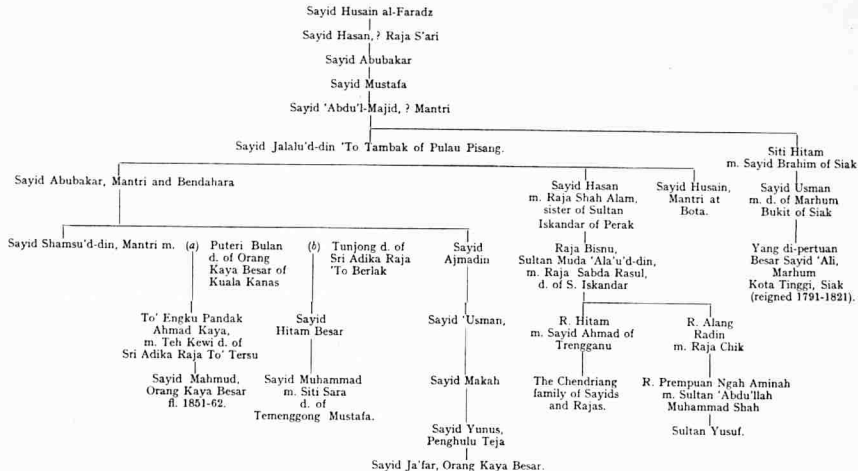 Sayid Husain al-Faradz
Sayid Hasan, ? Raja S'ari
Sayid Abubakar
Sayid Mustafa
Sayid 'Abdu'l-Majid, ? Mantri
Sayid Jalalu'd-din 'To Tambak of Pulau Pisang.
Siti Hitam
m. Sayid Brahim of Siak
Sayid Abubakar, Mantri and Bendahara
Sayid Hasan
m. Raja Shah Alam,
sister of Sultan
Iskandar of Perak
Sayid Husain,
Mantri at
Bota.
Sayid Usman
m. d. of Marhum
Bukit of Siak
Sayid Shamsu'd-din, Mantri m.
(a) Puteri Bulan
d. of Orang
Kaya Besar of
Kuala Kanas
(b) Tunjong d. of
Sri Adika Raja
'To Berlak
Sayid
Ajmadin
Raja Bisnu,
Sultan Muda 'Ala'u'd-din,
m. Raja Sabda Rasul,
d. of S. Iskandar
Yang di-pertuan
Besar Sayid 'Ali,
Marhum
Kota Tinggi, Siak
(reigned 1791-1821).
To' Engku Pandak
Ahmad Kaya,
m. Teh Kewi d. of
Sri Adika Raja To' Tersu
Sayid
Hitam Besar
Sayid 'Usman,
R. Hitam
m. Sayid Ahmad of
Trengganu
R. Alang
Radin
m. Raja Chik
Sayid Mahmud,
Orang Kaya Besar
fl. 1851-62.
Sayid Muhammad
m. Siti Sara
d. of
Temenggong Mustafa.
Sayid Makah
The Chendriang
family of Sayids
and Rajas.
R. Prempuan Ngah Aminah
m. Sultan 'Abdu'llah
Muhammad Shah
Sayid Yunus,
Penghulu Teja
Sultan Yusuf.
Sayid Ja'far, Orang Kaya Besar.